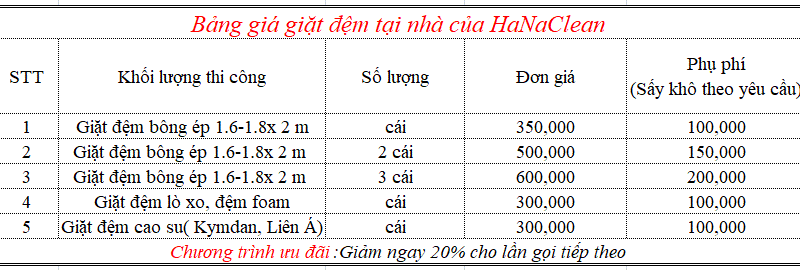 Bảng giá giặt đệm tại nhà của HaNaClean
STT Khối lượng thi công Số lượng Đơn giá Phụ phí
(Sấy khô theo yêu cầu)
1 Giặt đệm bông ép 1.6-1.8x 2 m cái 350,000 100,000
2 Giặt đệm bông ép 1.6-1.8x 2 m 2 cái 500,000 150,000
3 Giặt đệm bông ép 1.6-1.8x 2 m 3 cái 600,000 200,000
4 Giặt đệm lò xo, đệm foam cái 300,000 100,000
5 Giặt đệm cao su( Kymdan, Liên Á) cái 300,000 100,000
Chương trình ưu đãi :Giảm ngay 20% cho lần gọi tiếp theo